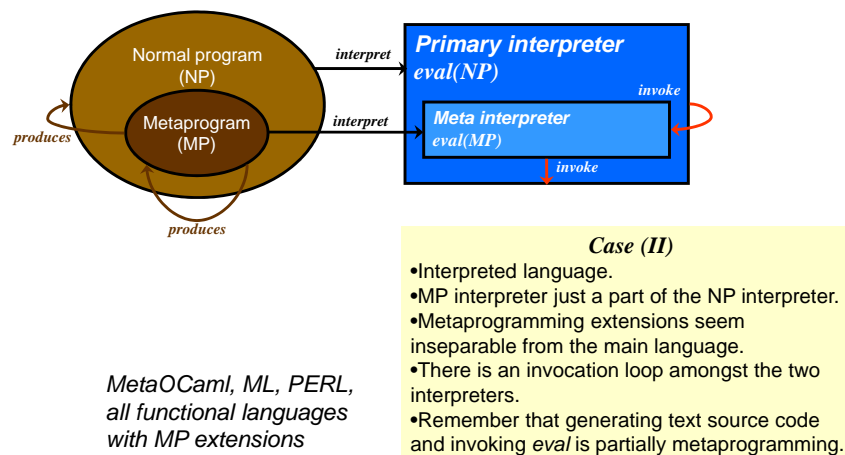 Normal program
(NP)
Metaprogram
(MP)
produces
produces
interpret
interpret
Primary interpreter
eval(NP)
invoke
Meta interpreter
eval(MP)
invoke
Case (II)
•Interpreted language.
•MP interpreter just a part of the NP interpreter.
•Metaprogramming extensions seem
inseparable from the main language.
•There is an invocation loop amongst the two
interpreters.
•Remember that generating text source code
and invoking eval is partially metaprogramming.
MetaOCaml, ML, PERL,
all functional languages
with MP extensions